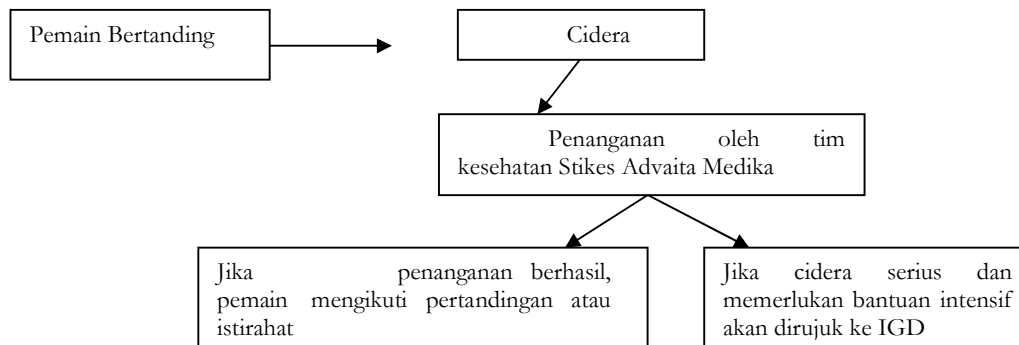 Pemain Bertanding
Cidera
Penanganan oleh tim
kesehatan Stikes Advaita Medika
Jika penanganan berhasil,
pemain mengikuti pertandingan atau
istirahat
Jika cidera serius dan
memerlukan bantuan intensif
akan dirujuk ke IGD